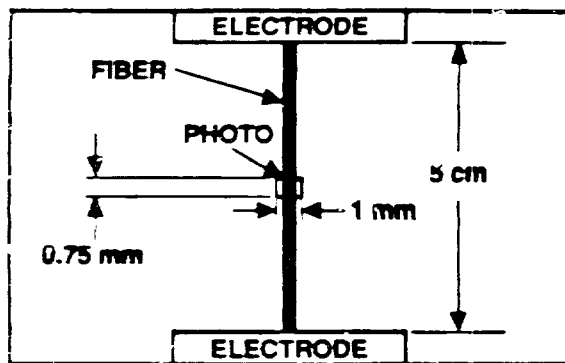 ELECTRODE
FIBER
PHOTO
5 cm
1 mm
0.75 mm
ELECTRODE